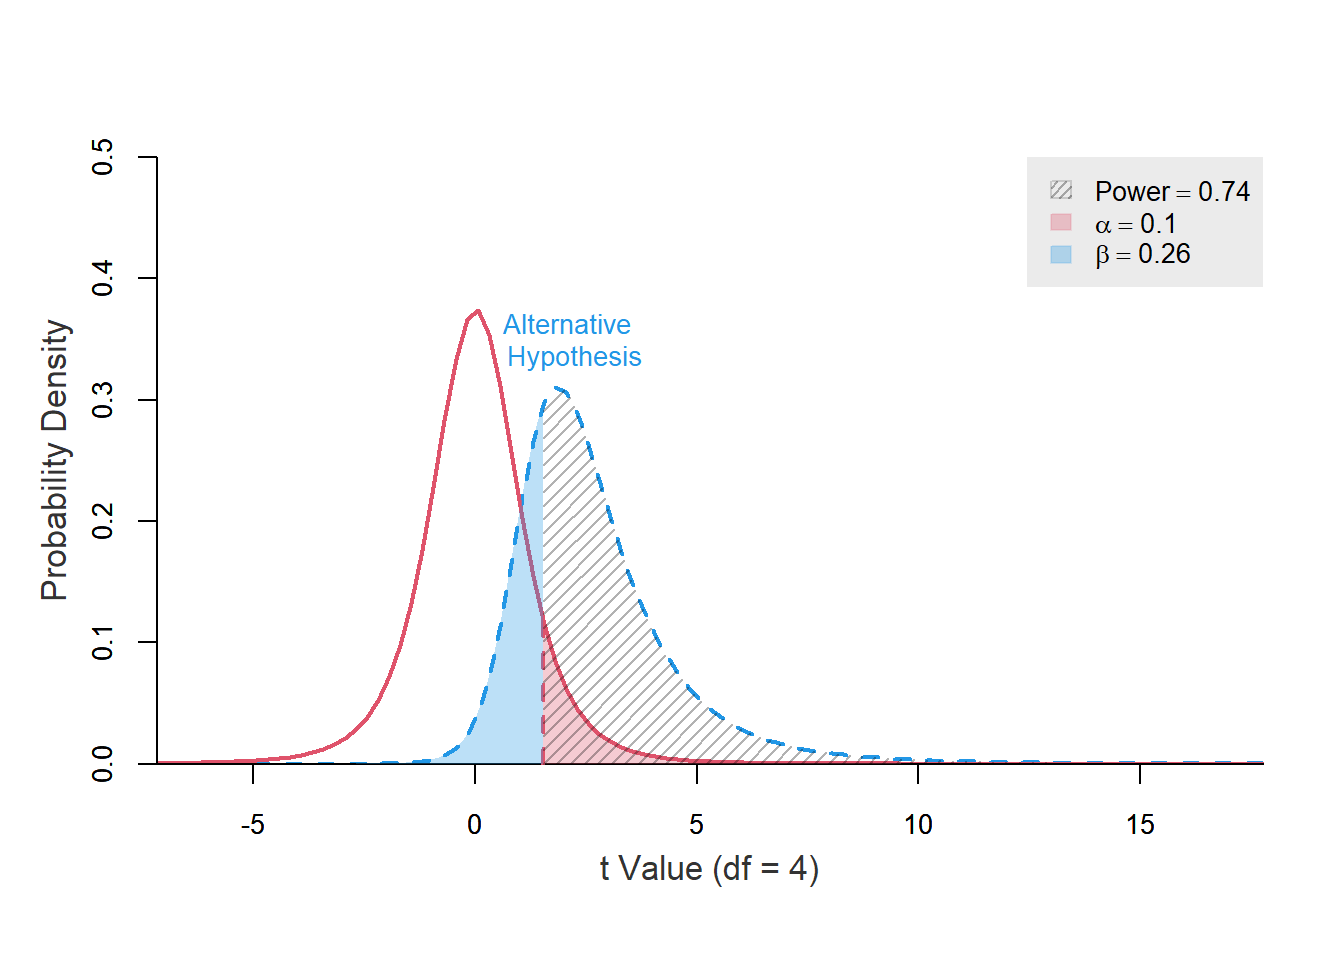 Power = 0.74
α = 0.1
β = 0.26
Alternative
Hypothesis
Probability Density
0.0
0.1
0.2
0.3
0.4
0.5
-5
0
5
10
15
t Value (df = 4)